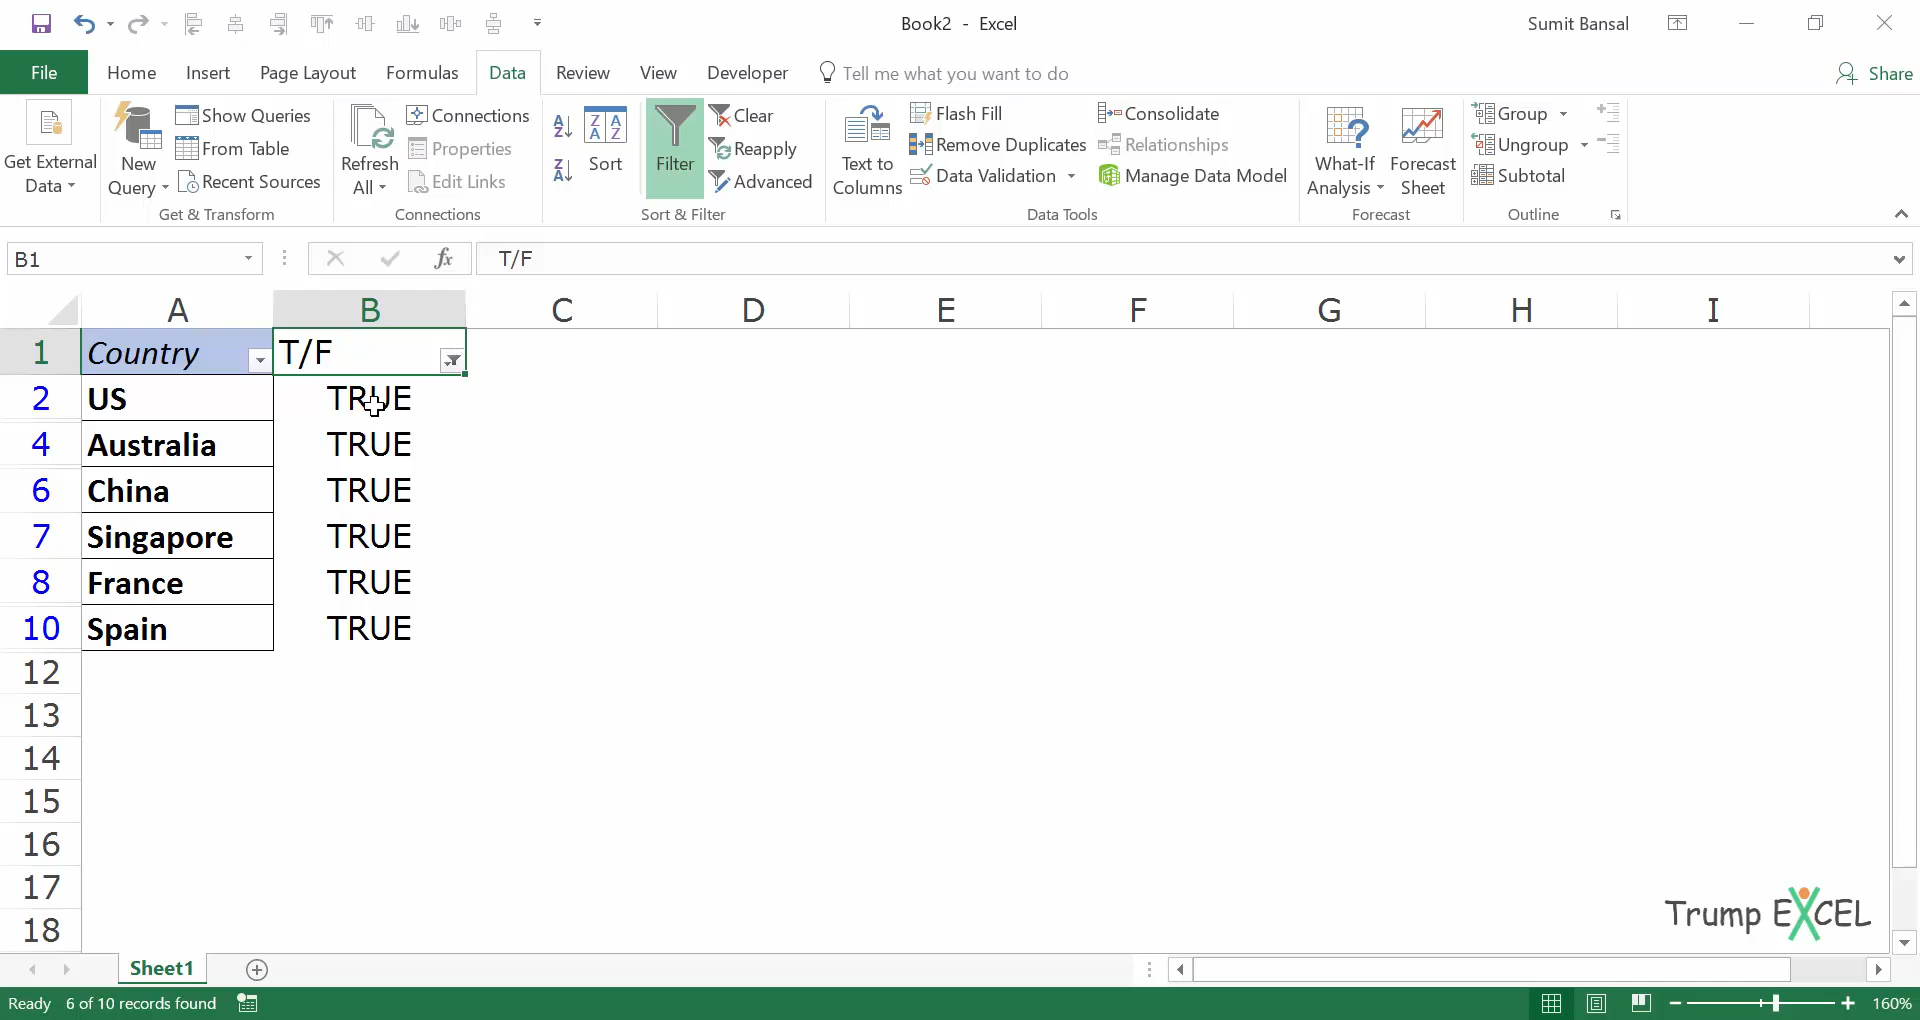 Book2 - Excel
Sumit Bansal
File Home Insert Page Layout Formulas Data Review View Developer Tell me what you want to do Share
Get External Data
New Query
Show Queries
From Table
Recent Sources
Get & Transform
Refresh All
Connections
Properties
Edit Links
Connections
Sort
Filter
Clear
Reapply
Advanced
Sort & Filter
Text to Columns
Flash Fill
Remove Duplicates
Data Validation
Consolidate
Relationships
Manage Data Model
Data Tools
What-If Analysis
Forecast Sheet
Forecast
Group
Ungroup
Subtotal
Outline
B1 fx T/F
A B C D E F G H I
1 Country T/F
2 US TRUE
4 Australia TRUE
6 China TRUE
7 Singapore TRUE
8 France TRUE
10 Spain TRUE
12
13
14
15
16
17
18
Trump EXCEL
Sheet1
Ready 6 of 10 records found 160%